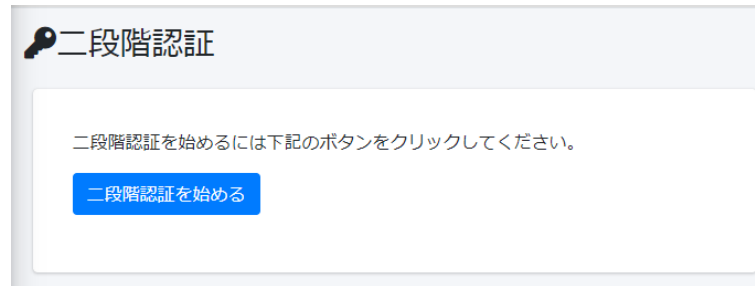 二段階認証
二段階認証を始めるには下記のボタンをクリックしてください。
二段階認証を始める